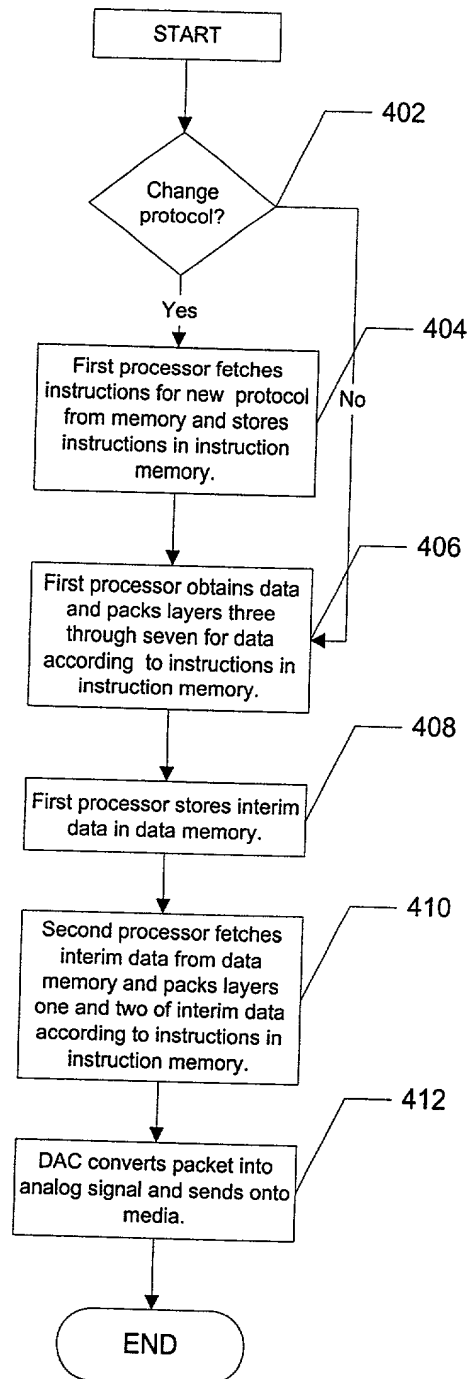 START
402
Change
protocol?
Yes
404
First processor fetches
instructions for new protocol
from memory and stores
instructions in instruction
memory.
No
406
First processor obtains data
and packs layers three
through seven for data
according to instructions in
instruction memory.
408
First processor stores interim
data in data memory.
410
Second processor fetches
interim data from data
memory and packs layers
one and two of interim data
according to instructions in
instruction memory.
412
DAC converts packet into
analog signal and sends onto
media.
END